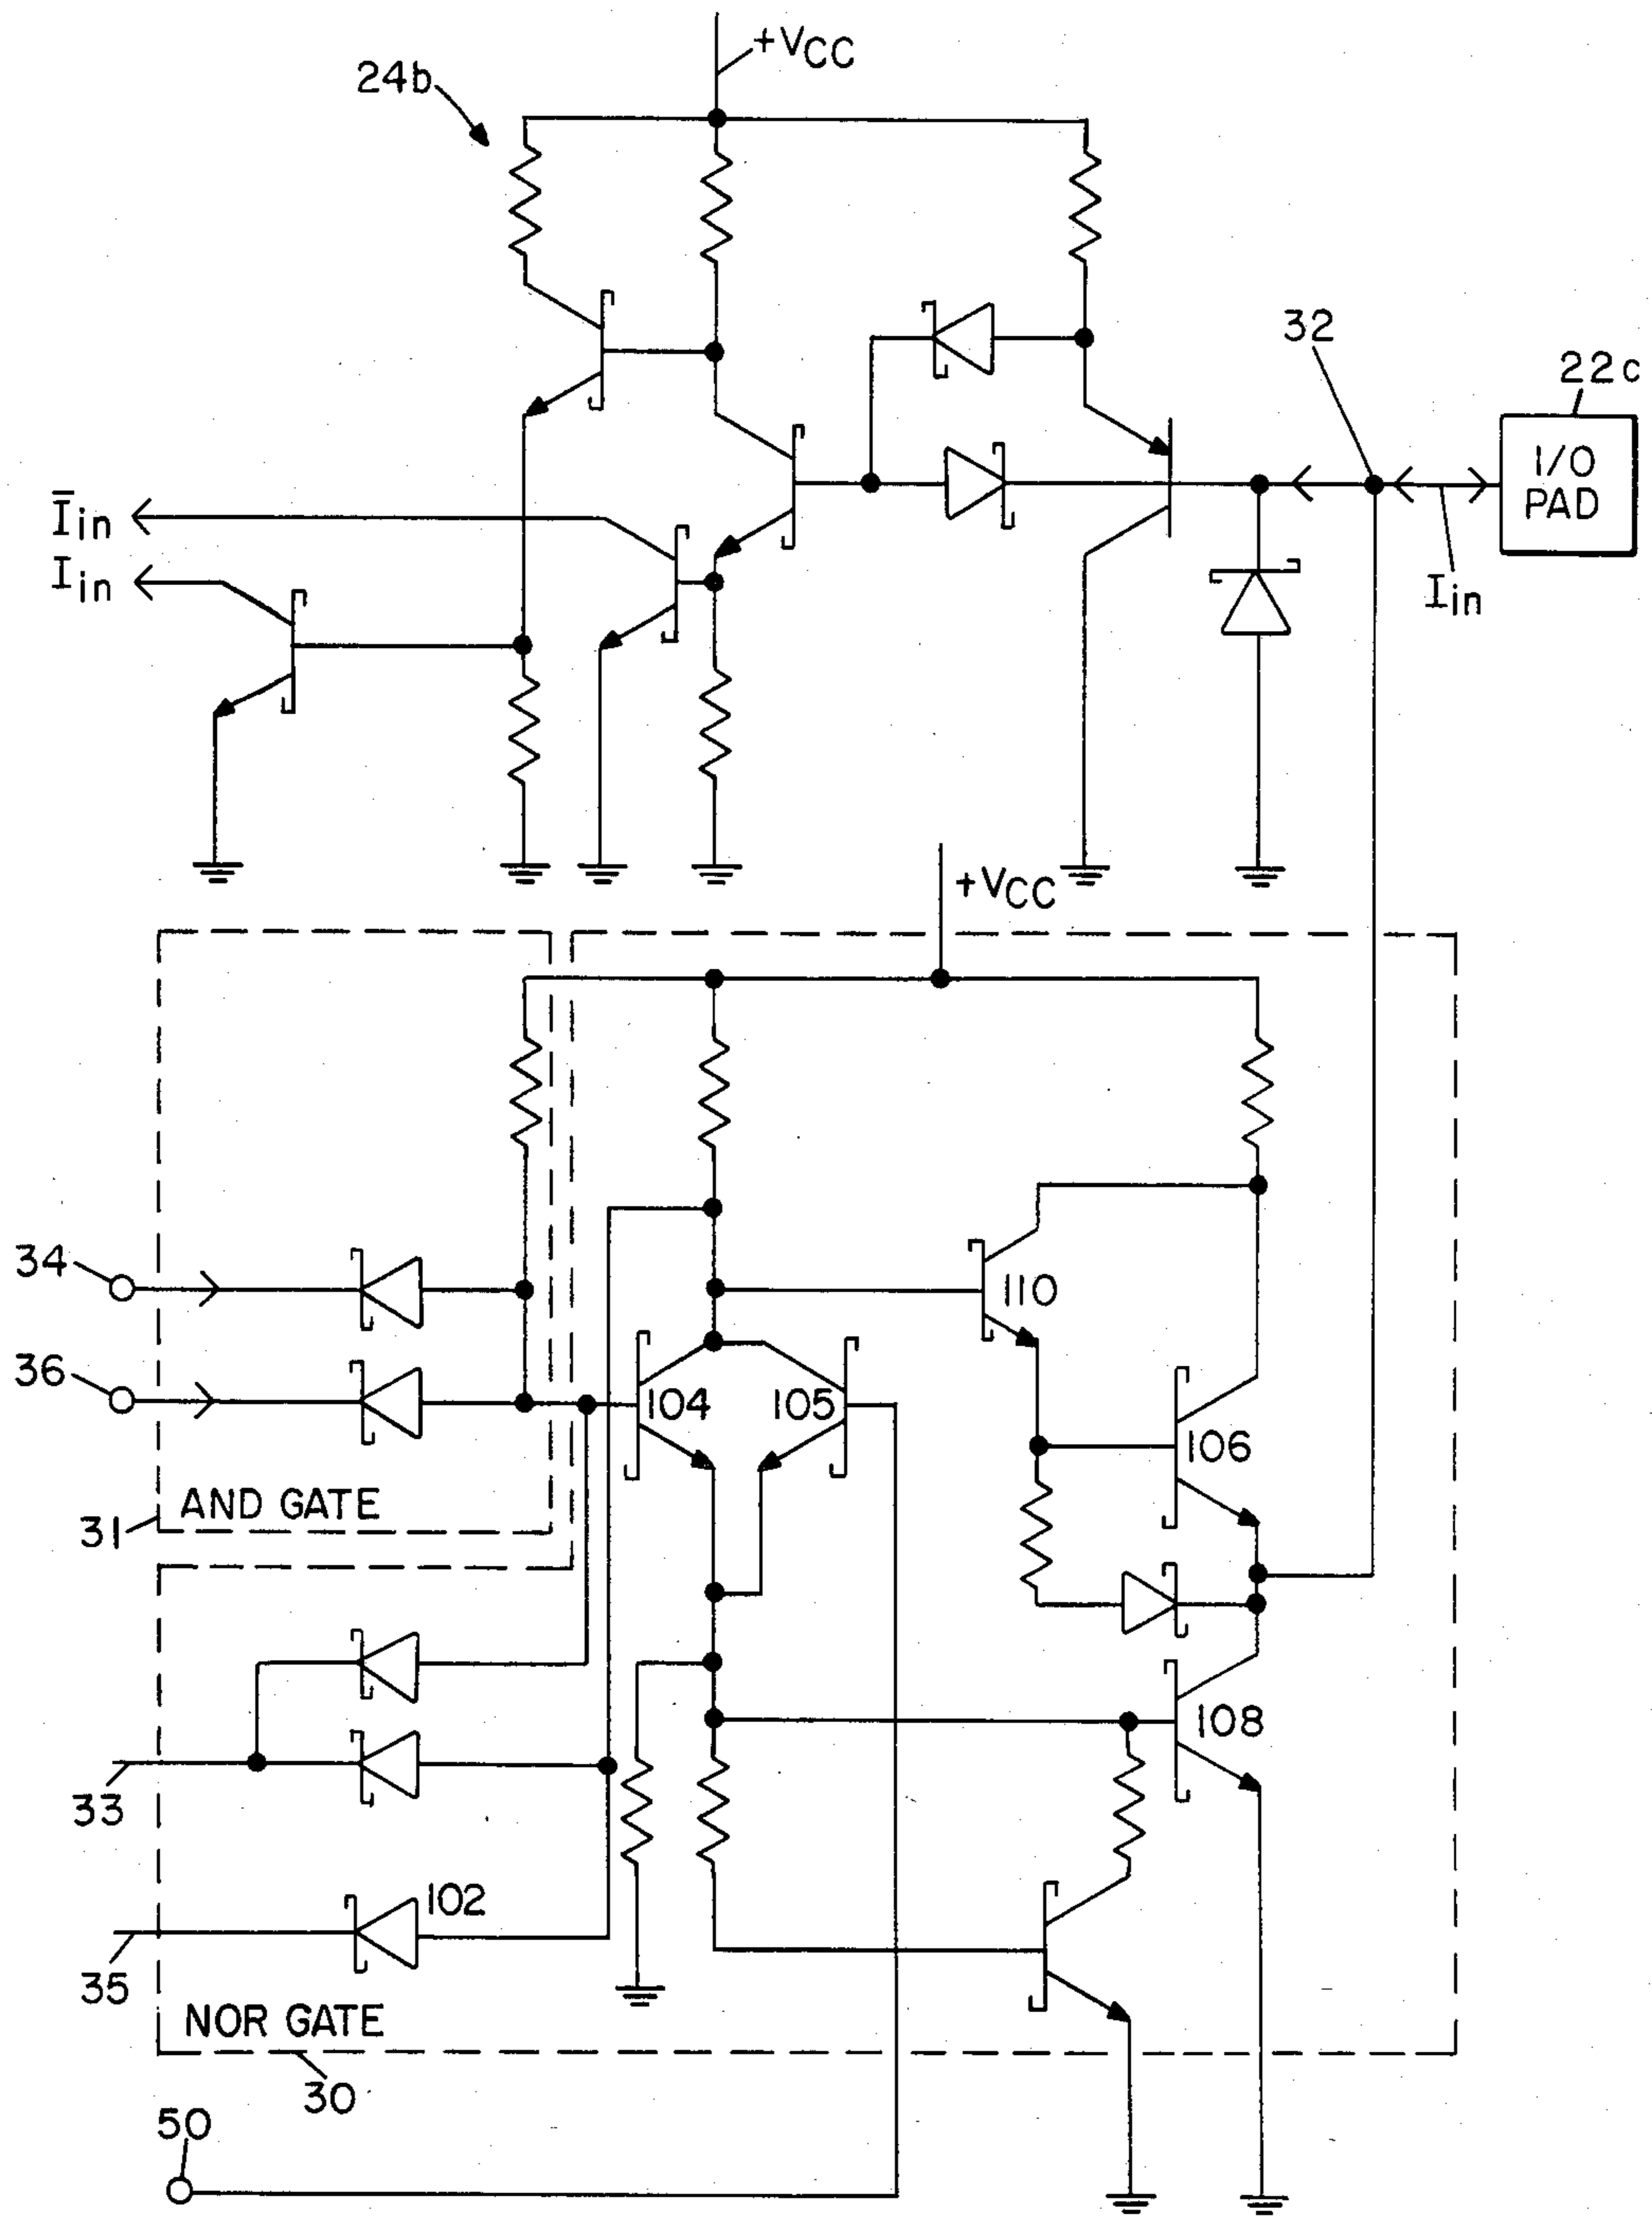 +VCC
24b
32
22c
I/O
PAD
Īin
Iin
Iin
+VCC
34
36
104
105
110
106
AND GATE
31
108
33
102
35
NOR GATE
30
50